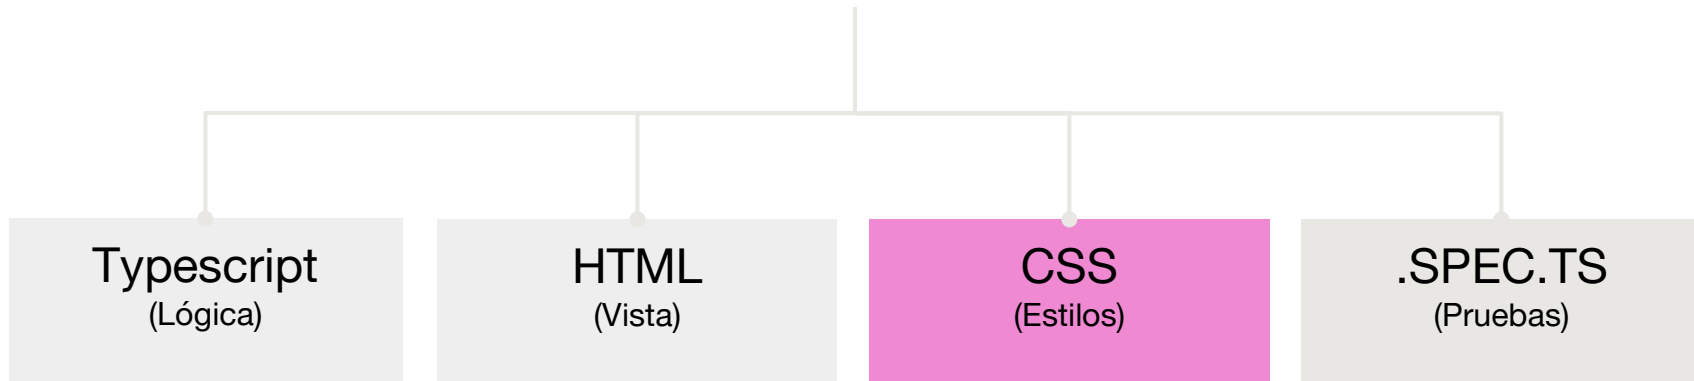 Typescript
(Lógica)
HTML
(Vista)
CSS
(Estilos)
.SPEC.TS
(Pruebas)